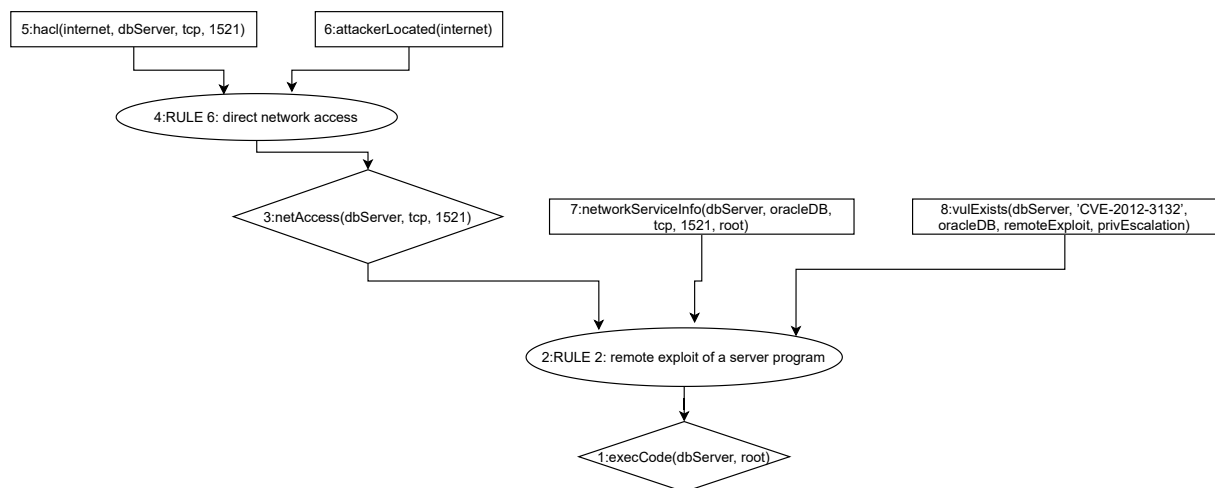 5:hacl(internet, dbServer, tcp, 1521)
6:attackerLocated(internet)
4:RULE 6: direct network access
3:netAccess(dbServer, tcp, 1521)
7:networkServiceInfo(dbServer, oracleDB,
tcp, 1521, root)
8:vulExists(dbServer, 'CVE-2012-3132',
oracleDB, remoteExploit, privEscalation)
2:RULE 2: remote exploit of a server program
1:execCode(dbServer, root)